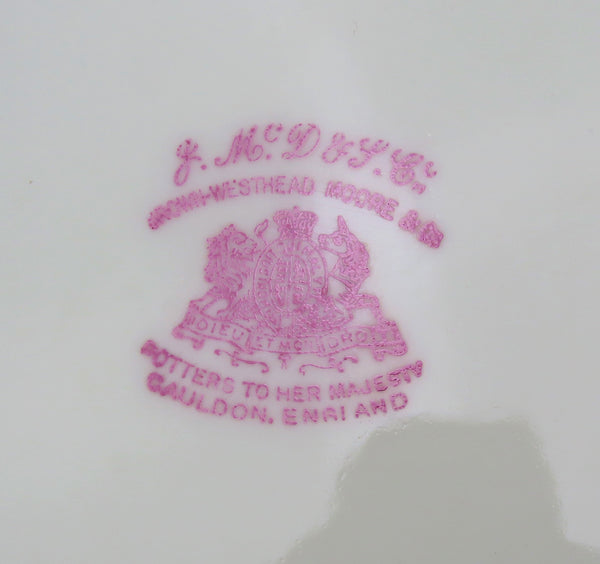 J. McD & S. Co.
BROWN-WESTHEAD MOORE & Co
DIEU ET MON DROIT
POTTERS TO HER MAJESTY
CAULDON, ENGLAND